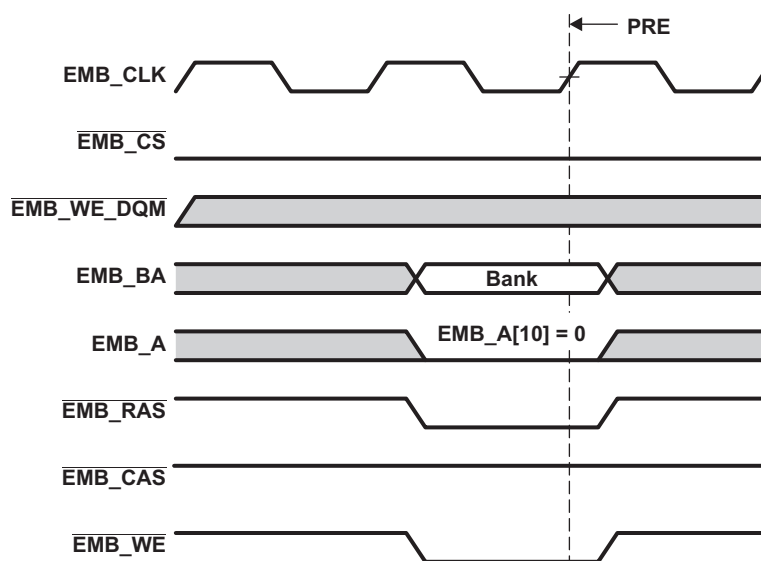 PRE
EMB_CLK
EMB_CS
EMB_WE_DQM
EMB_BA
Bank
EMB_A
EMB_A[10] = 0
EMB_RAS
EMB_CAS
EMB_WE